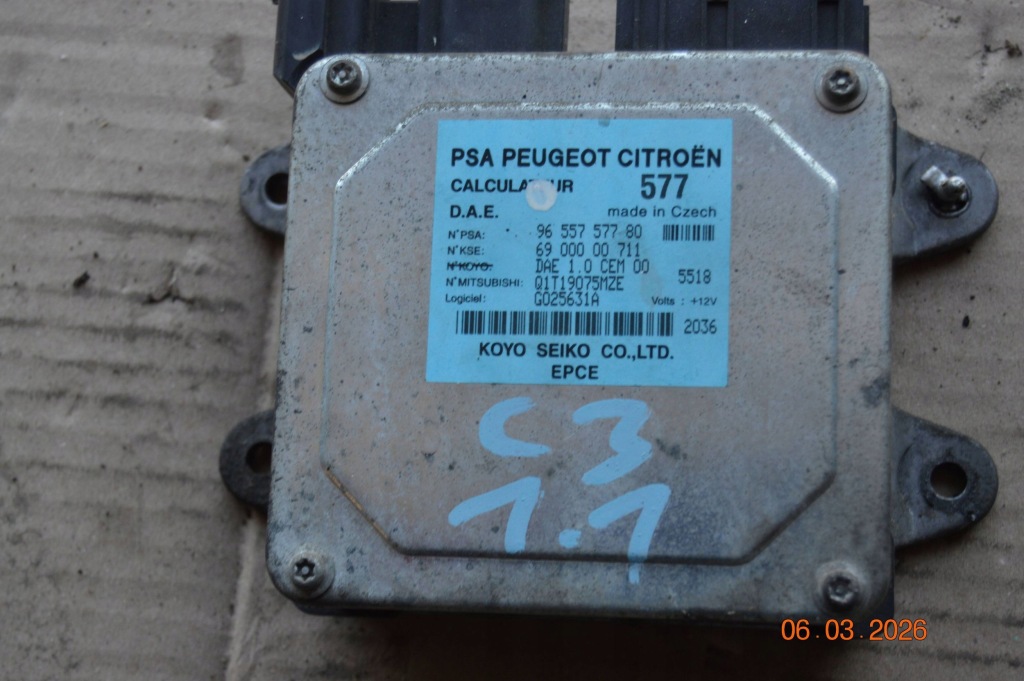 PSA PEUGEOT CITROËN
CALCULATEUR 577
D.A.E. made in Czech
N°PSA: 96 557 577 80
N°KSE: 69 000 00 711
N°KOYO: DAE 1.0 CEM 00
N°MITSUBISHI: Q1T19075MZE 5518
Logiciel: G025631A Volts : +12V
2036
KOYO SEIKO CO.,LTD.
EPCE
C3
1.1
06.03.2026